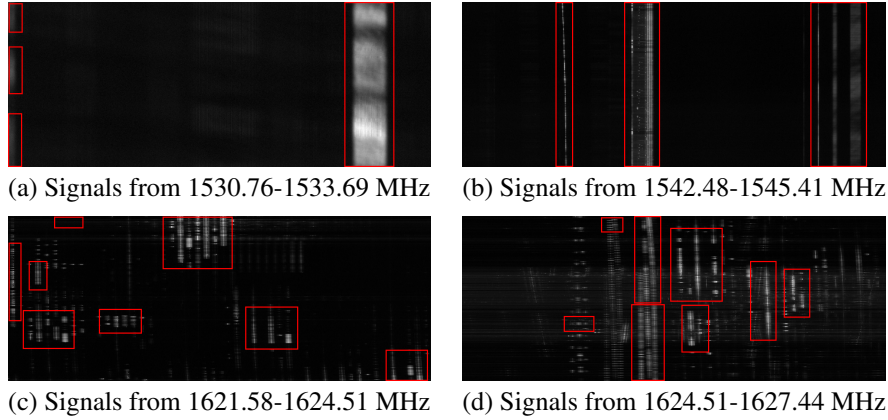 (a) Signals from 1530.76-1533.69 MHz
(b) Signals from 1542.48-1545.41 MHz
(c) Signals from 1621.58-1624.51 MHz
(d) Signals from 1624.51-1627.44 MHz